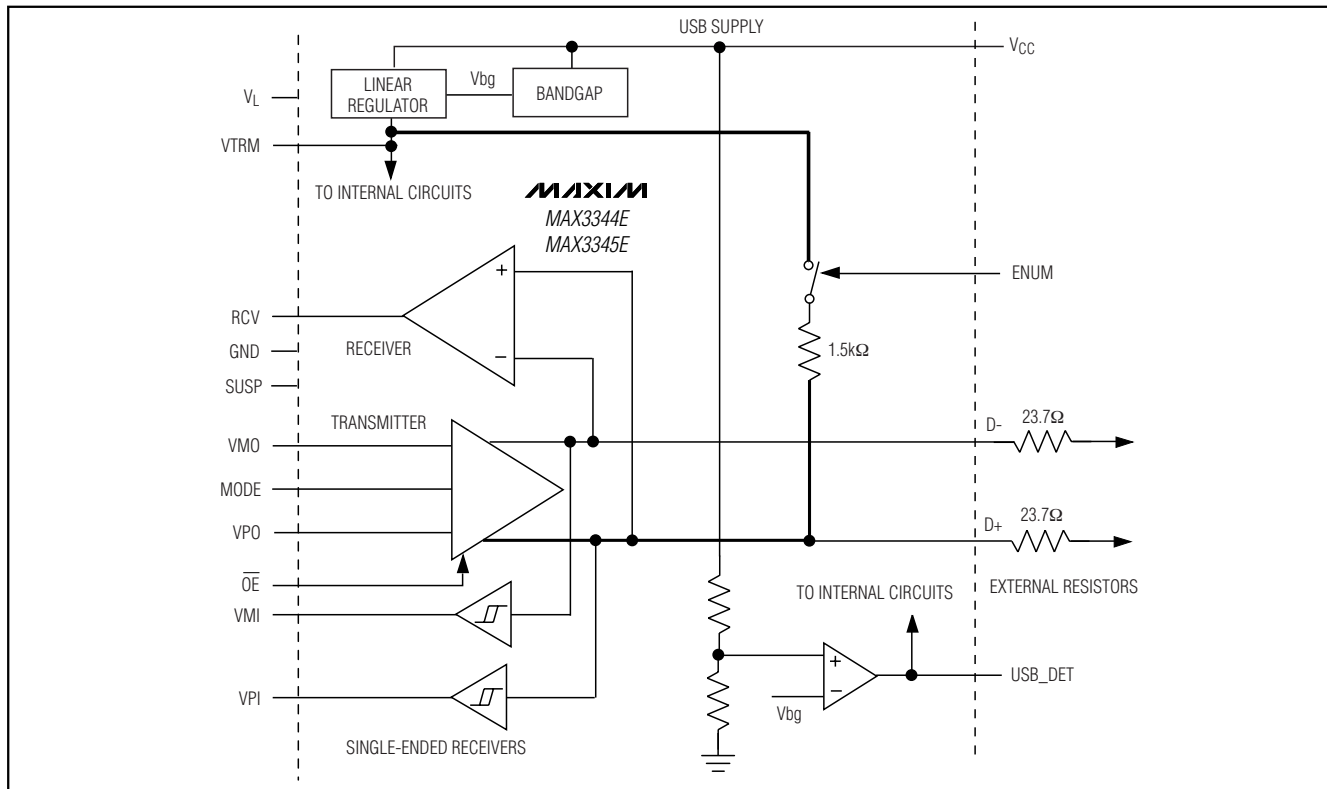 USB SUPPLY
VCC
LINEAR
REGULATOR
Vbg
BANDGAP
VL
VTRM
TO INTERNAL CIRCUITS
MAXIM
MAX3344E
MAX3345E
ENUM
+
RCV
1.5kΩ
RECEIVER
GND
−
SUSP
TRANSMITTER
D-
23.7Ω
VMO
MODE
D+
23.7Ω
VPO
OE
TO INTERNAL CIRCUITS
EXTERNAL RESISTORS
VMI
+
USB_DET
VPI
−
Vbg
SINGLE-ENDED RECEIVERS